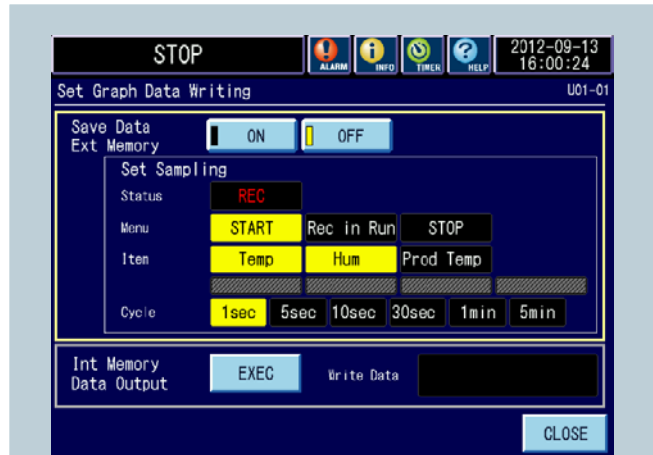 STOP ALARM INFO TIMER HELP 2012-09-13
16:00:24
Set Graph Data Writing U01-01
Save Data
Ext Memory ON OFF
Set Sampling
Status REC
Menu START Rec in Run STOP
Item Temp Hum Prod Temp
Cycle 1sec 5sec 10sec 30sec 1min 5min
Int Memory
Data Output EXEC Write Data
CLOSE